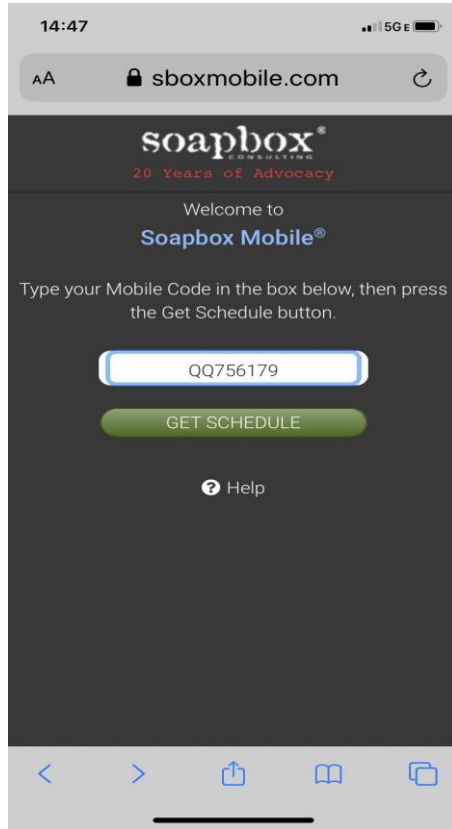 14:47
5G E
AA
sboxmobile.com
soapbox®
CONSULTING
20 Years of Advocacy
Welcome to
Soapbox Mobile®
Type your Mobile Code in the box below, then press
the Get Schedule button.
QQ756179
GET SCHEDULE
? Help